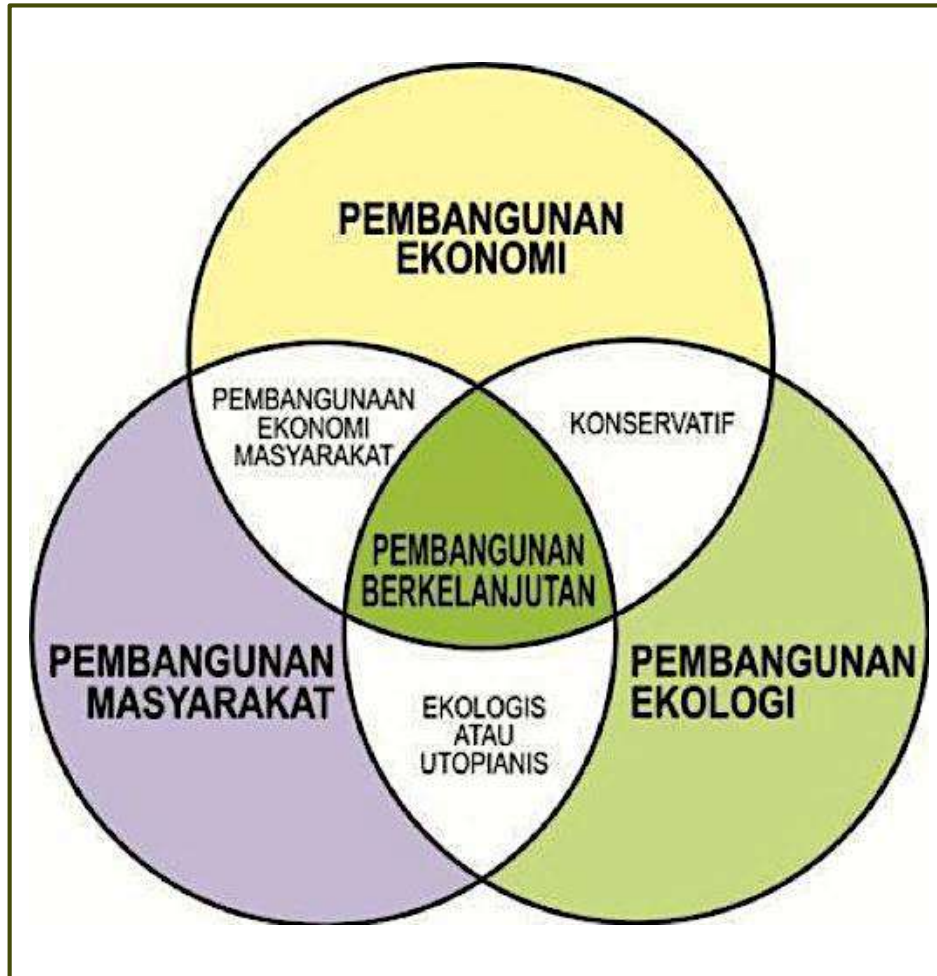 PEMBANGUNAN
EKONOMI
PEMBANGUNAAN
EKONOMI
MASYARAKAT
KONSERVATIF
PEMBANGUNAN
BERKELANJUTAN
PEMBANGUNAN
MASYARAKAT
PEMBANGUNAN
EKOLOGI
EKOLOGIS
ATAU
UTOPIANIS